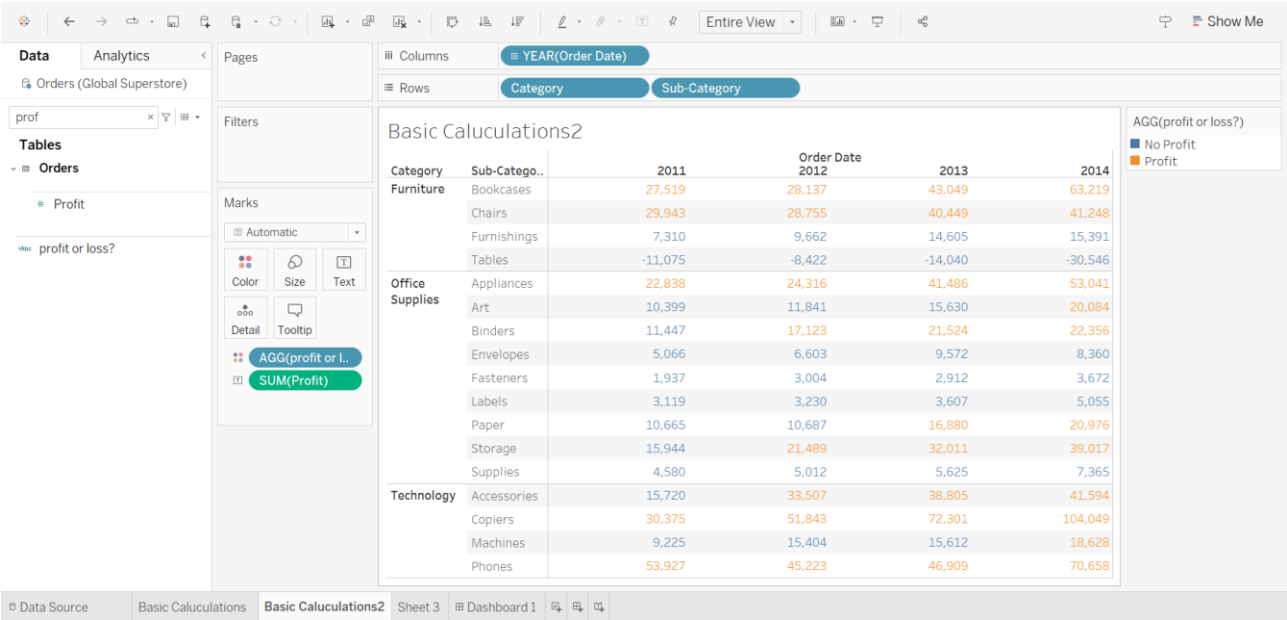 Entire View
Show Me
Data Analytics
Pages
Columns YEAR(Order Date)
Orders (Global Superstore)
Rows Category Sub-Category
prof
Filters
Tables
Orders
Profit
profit or loss?
Marks
Automatic
Color Size Text
Detail Tooltip
AGG(profit or l..
SUM(Profit)
Basic Caluculations2
Order Date
Category Sub-Catego.. 2011 2012 2013 2014
Furniture Bookcases 27,519 28,137 43,049 63,219
Chairs 29,943 28,755 40,449 41,248
Furnishings 7,310 9,662 14,605 15,391
Tables -11,075 -8,422 -14,040 -30,546
Office Supplies Appliances 22,838 24,316 41,486 53,041
Art 10,399 11,841 15,630 20,084
Binders 11,447 17,123 21,524 22,356
Envelopes 5,066 6,603 9,572 8,360
Fasteners 1,937 3,004 2,912 3,672
Labels 3,119 3,230 3,607 5,055
Paper 10,665 10,687 16,880 20,976
Storage 15,944 21,489 32,011 39,017
Supplies 4,580 5,012 5,625 7,365
Technology Accessories 15,720 33,507 38,805 41,594
Copiers 30,375 51,843 72,301 104,049
Machines 9,225 15,404 15,612 18,628
Phones 53,927 45,223 46,909 70,658
AGG(profit or loss?)
No Profit
Profit
Data Source Basic Caluculations Basic Caluculations2 Sheet 3 Dashboard 1